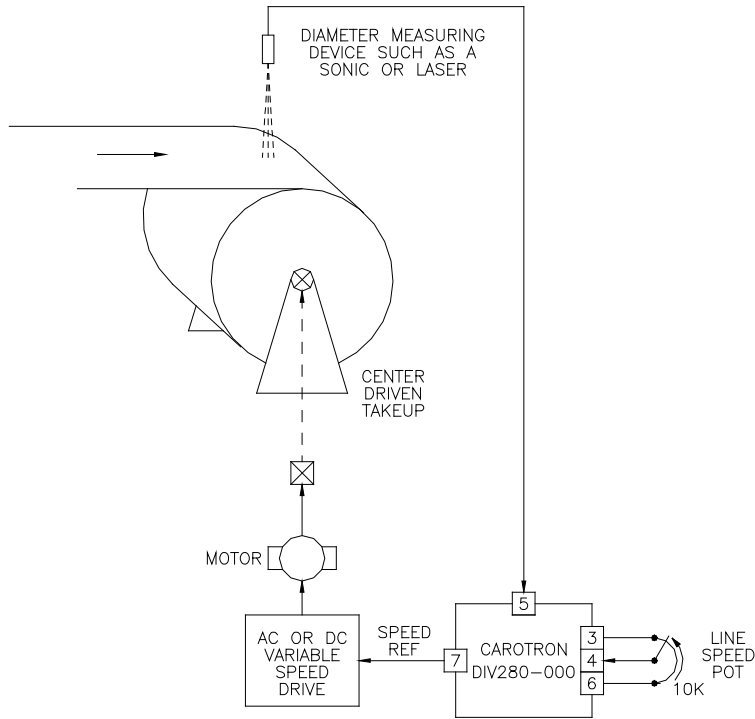 DIAMETER MEASURING
DEVICE SUCH AS A
SONIC OR LASER
CENTER
DRIVEN
TAKEUP
MOTOR
AC OR DC
VARIABLE
SPEED
DRIVE
SPEED
REF
7
5
CAROTRON
DIV280-000
3
4
6
10K
LINE
SPEED
POT